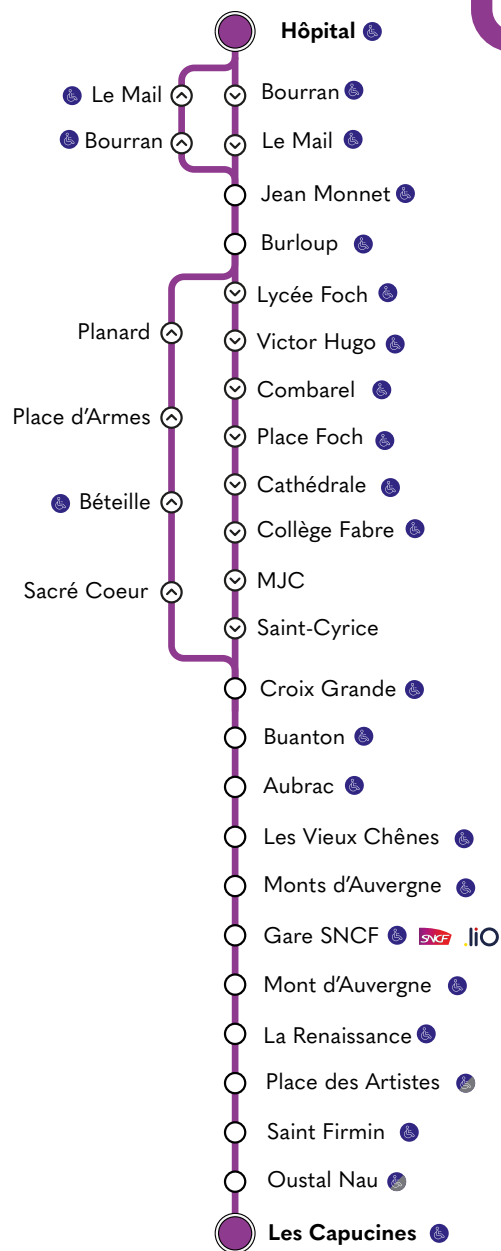 Hôpital
Le Mail
Bourran
Bourran
Le Mail
Jean Monnet
Burloup
Lycée Foch
Planard
Victor Hugo
Combarel
Place d'Armes
Place Foch
Cathédrale
Béteille
Collège Fabre
MJC
Sacré Coeur
Saint-Cyrice
Croix Grande
Buanton
Aubrac
Les Vieux Chênes
Monts d'Auvergne
Gare SNCF SNCF .liO
Mont d'Auvergne
La Renaissance
Place des Artistes
Saint Firmin
Oustal Nau
Les Capucines